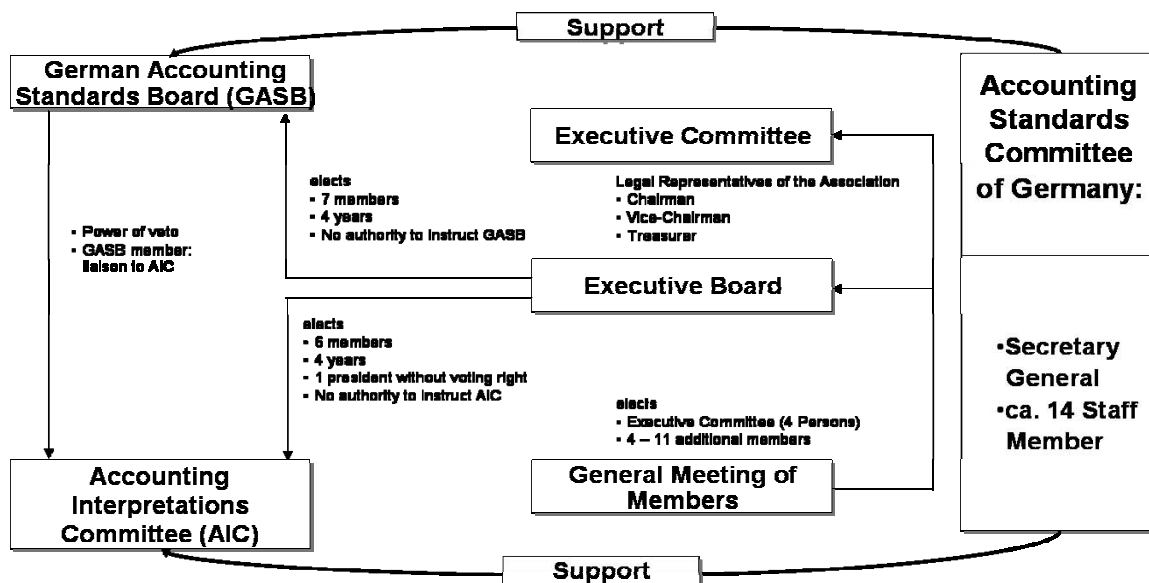 Support
German Accounting
Standards Board (GASB)
Accounting
Standards
Committee
of Germany:
Executive Committee
elects
▪ 7 members
▪ 4 years
▪ No authority to instruct GASB
Legal Representatives of the Association
▪ Chairman
▪ Vice-Chairman
▪ Treasurer
▪ Power of veto
▪ GASB member:
liaison to AIC
Executive Board
elects
▪ 6 members
▪ 4 years
▪ 1 president without voting right
▪ No authority to instruct AIC
•Secretary
General
•ca. 14 Staff
Member
elects
▪ Executive Committee (4 Persons)
▪ 4 – 11 additional members
Accounting
Interpretations
Committee (AIC)
General Meeting of
Members
Support